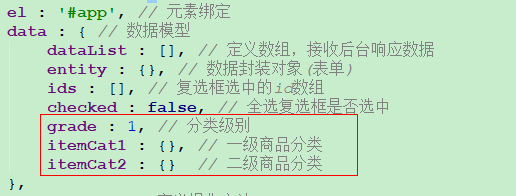 el : '#app', // 元素绑定
data : { // 数据模型
dataList : [], // 定义数组，接收后台响应数据
entity : {}, // 数据封装对象(表单)
ids : [], // 复选框选中的id数组
checked : false, // 全选复选框是否选中
grade : 1, // 分类级别
itemCat1 : {}, // 一级商品分类
itemCat2 : {} // 二级商品分类
},